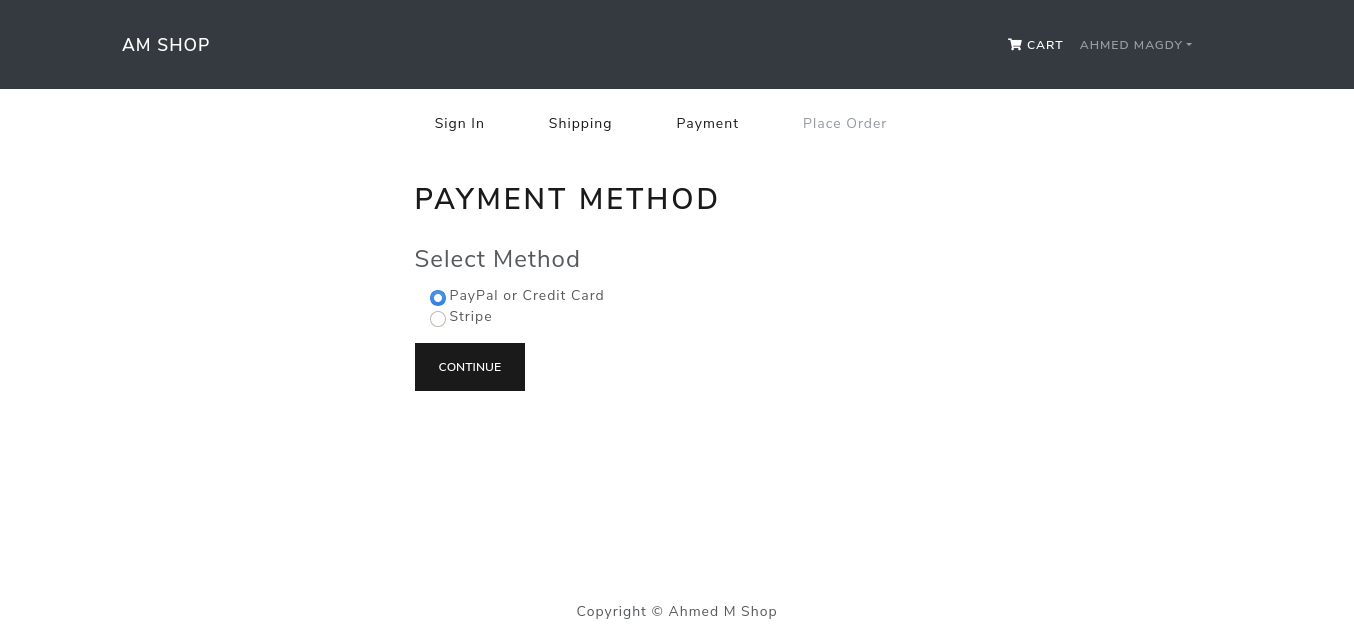 AM SHOP CART AHMED MAGDY
Sign In Shipping Payment Place Order
PAYMENT METHOD
Select Method
PayPal or Credit Card
Stripe
CONTINUE
Copyright © Ahmed M Shop